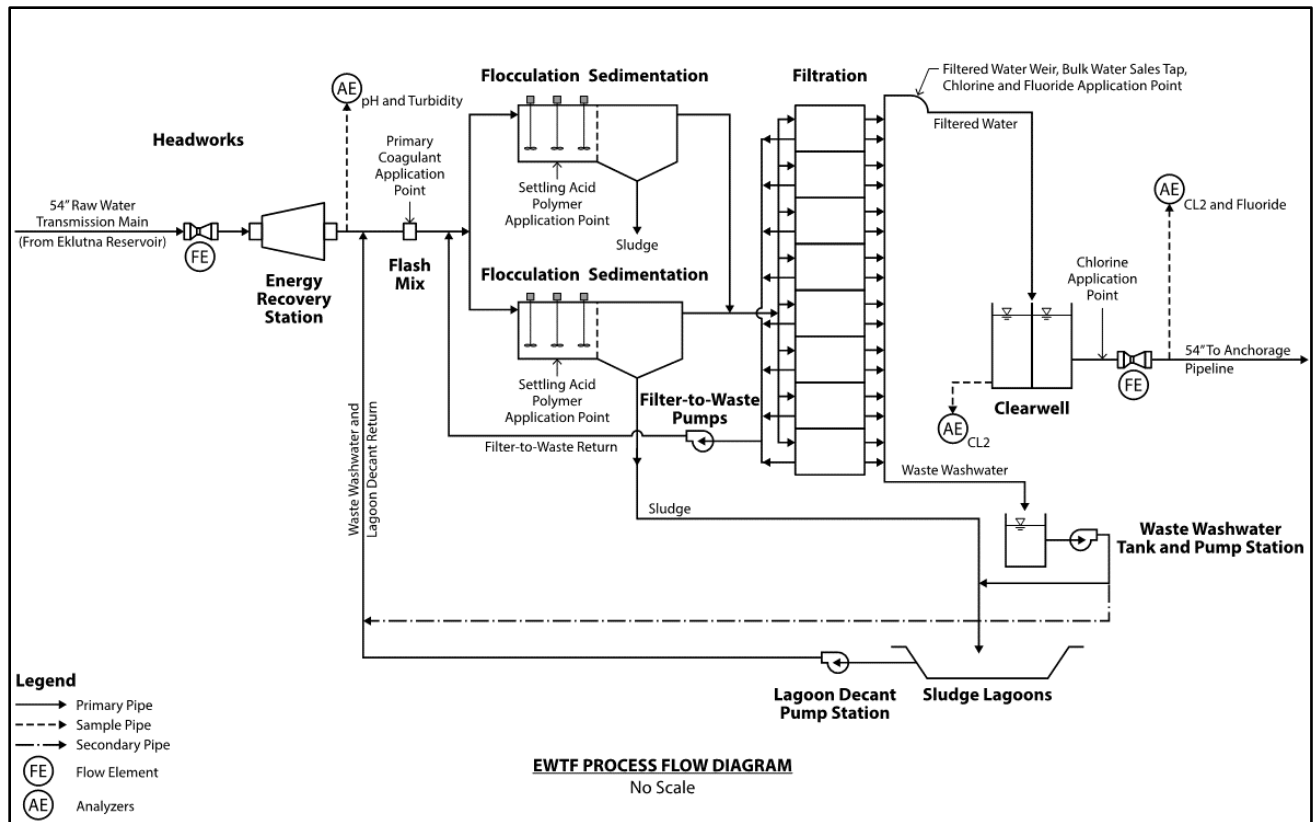 Flocculation Sedimentation
Filtration
Filtered Water Weir, Bulk Water Sales Tap,
Chlorine and Fluoride Application Point
AE
pH and Turbidity
Filtered Water
Headworks
Primary
Coagulant
Application
Point
Settling Acid
Polymer
Application Point
Sludge
54" Raw Water
Transmission Main
(From Eklutna Reservoir)
FE
Energy
Recovery
Station
Flash
Mix
AE
CL2 and Fluoride
Flocculation Sedimentation
Settling Acid
Polymer
Application Point
Chlorine
Application
Point
54" To Anchorage
Pipeline
FE
Clearwell
AE
CL2
Filter-to-Waste
Pumps
Filter-to-Waste Return
Waste Washwater and
Lagoon Decant Return
Waste Washwater
Sludge
Waste Washwater
Tank and Pump Station
Lagoon Decant
Pump Station
Sludge Lagoons
Legend
Primary Pipe
Sample Pipe
Secondary Pipe
FE Flow Element
AE Analyzers
EWTF PROCESS FLOW DIAGRAM
No Scale